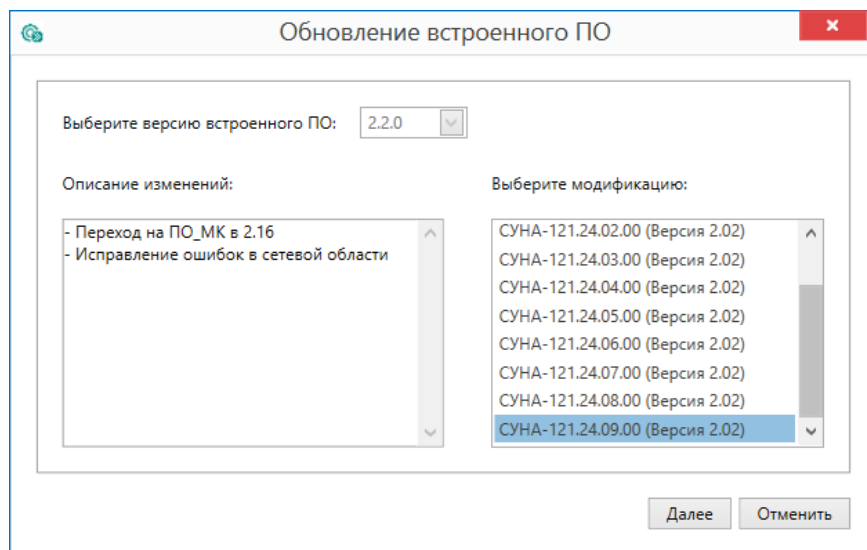 Обновление встроенного ПО
Выберите версию встроенного ПО:
2.2.0
Описание изменений:
- Переход на ПО_МК в 2.16
- Исправление ошибок в сетевой области
Выберите модификацию:
СУНА-121.24.02.00 (Версия 2.02)
СУНА-121.24.03.00 (Версия 2.02)
СУНА-121.24.04.00 (Версия 2.02)
СУНА-121.24.05.00 (Версия 2.02)
СУНА-121.24.06.00 (Версия 2.02)
СУНА-121.24.07.00 (Версия 2.02)
СУНА-121.24.08.00 (Версия 2.02)
СУНА-121.24.09.00 (Версия 2.02)
Далее
Отменить